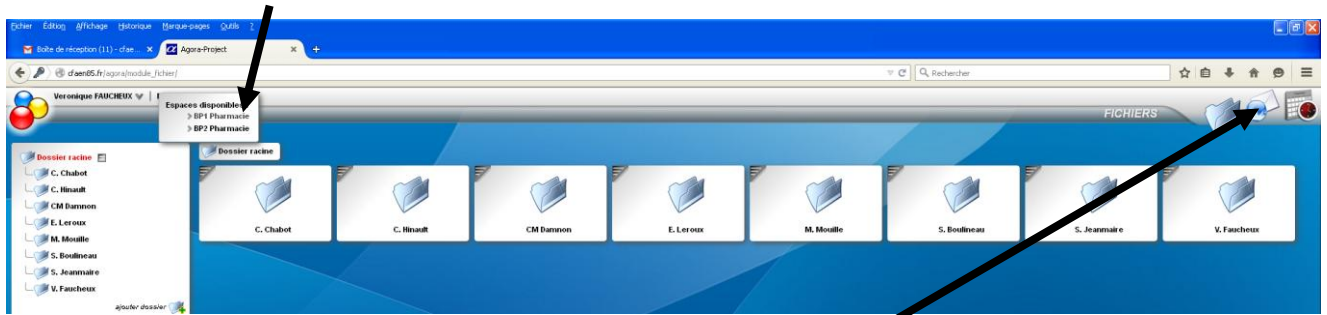 Fichier Édition Affichage Historique Marque-pages Outils ?
Boîte de réception (11) - cfae... × Agora-Project × +
cfaen85.fr/agora/module_fichier/ Rechercher
Veronique FAUCHEUX
Espaces disponibles
BP1 Pharmacie
BP2 Pharmacie
FICHIERS
Dossier racine
C. Chabot
C. Hinault
CM Damnon
E. Leroux
M. Mouille
S. Boulineau
S. Jeanmaire
V. Faucheux
ajouter dossier
Dossier racine
C. Chabot C. Hinault CM Damnon E. Leroux M. Mouille S. Boulineau S. Jeanmaire V. Faucheux